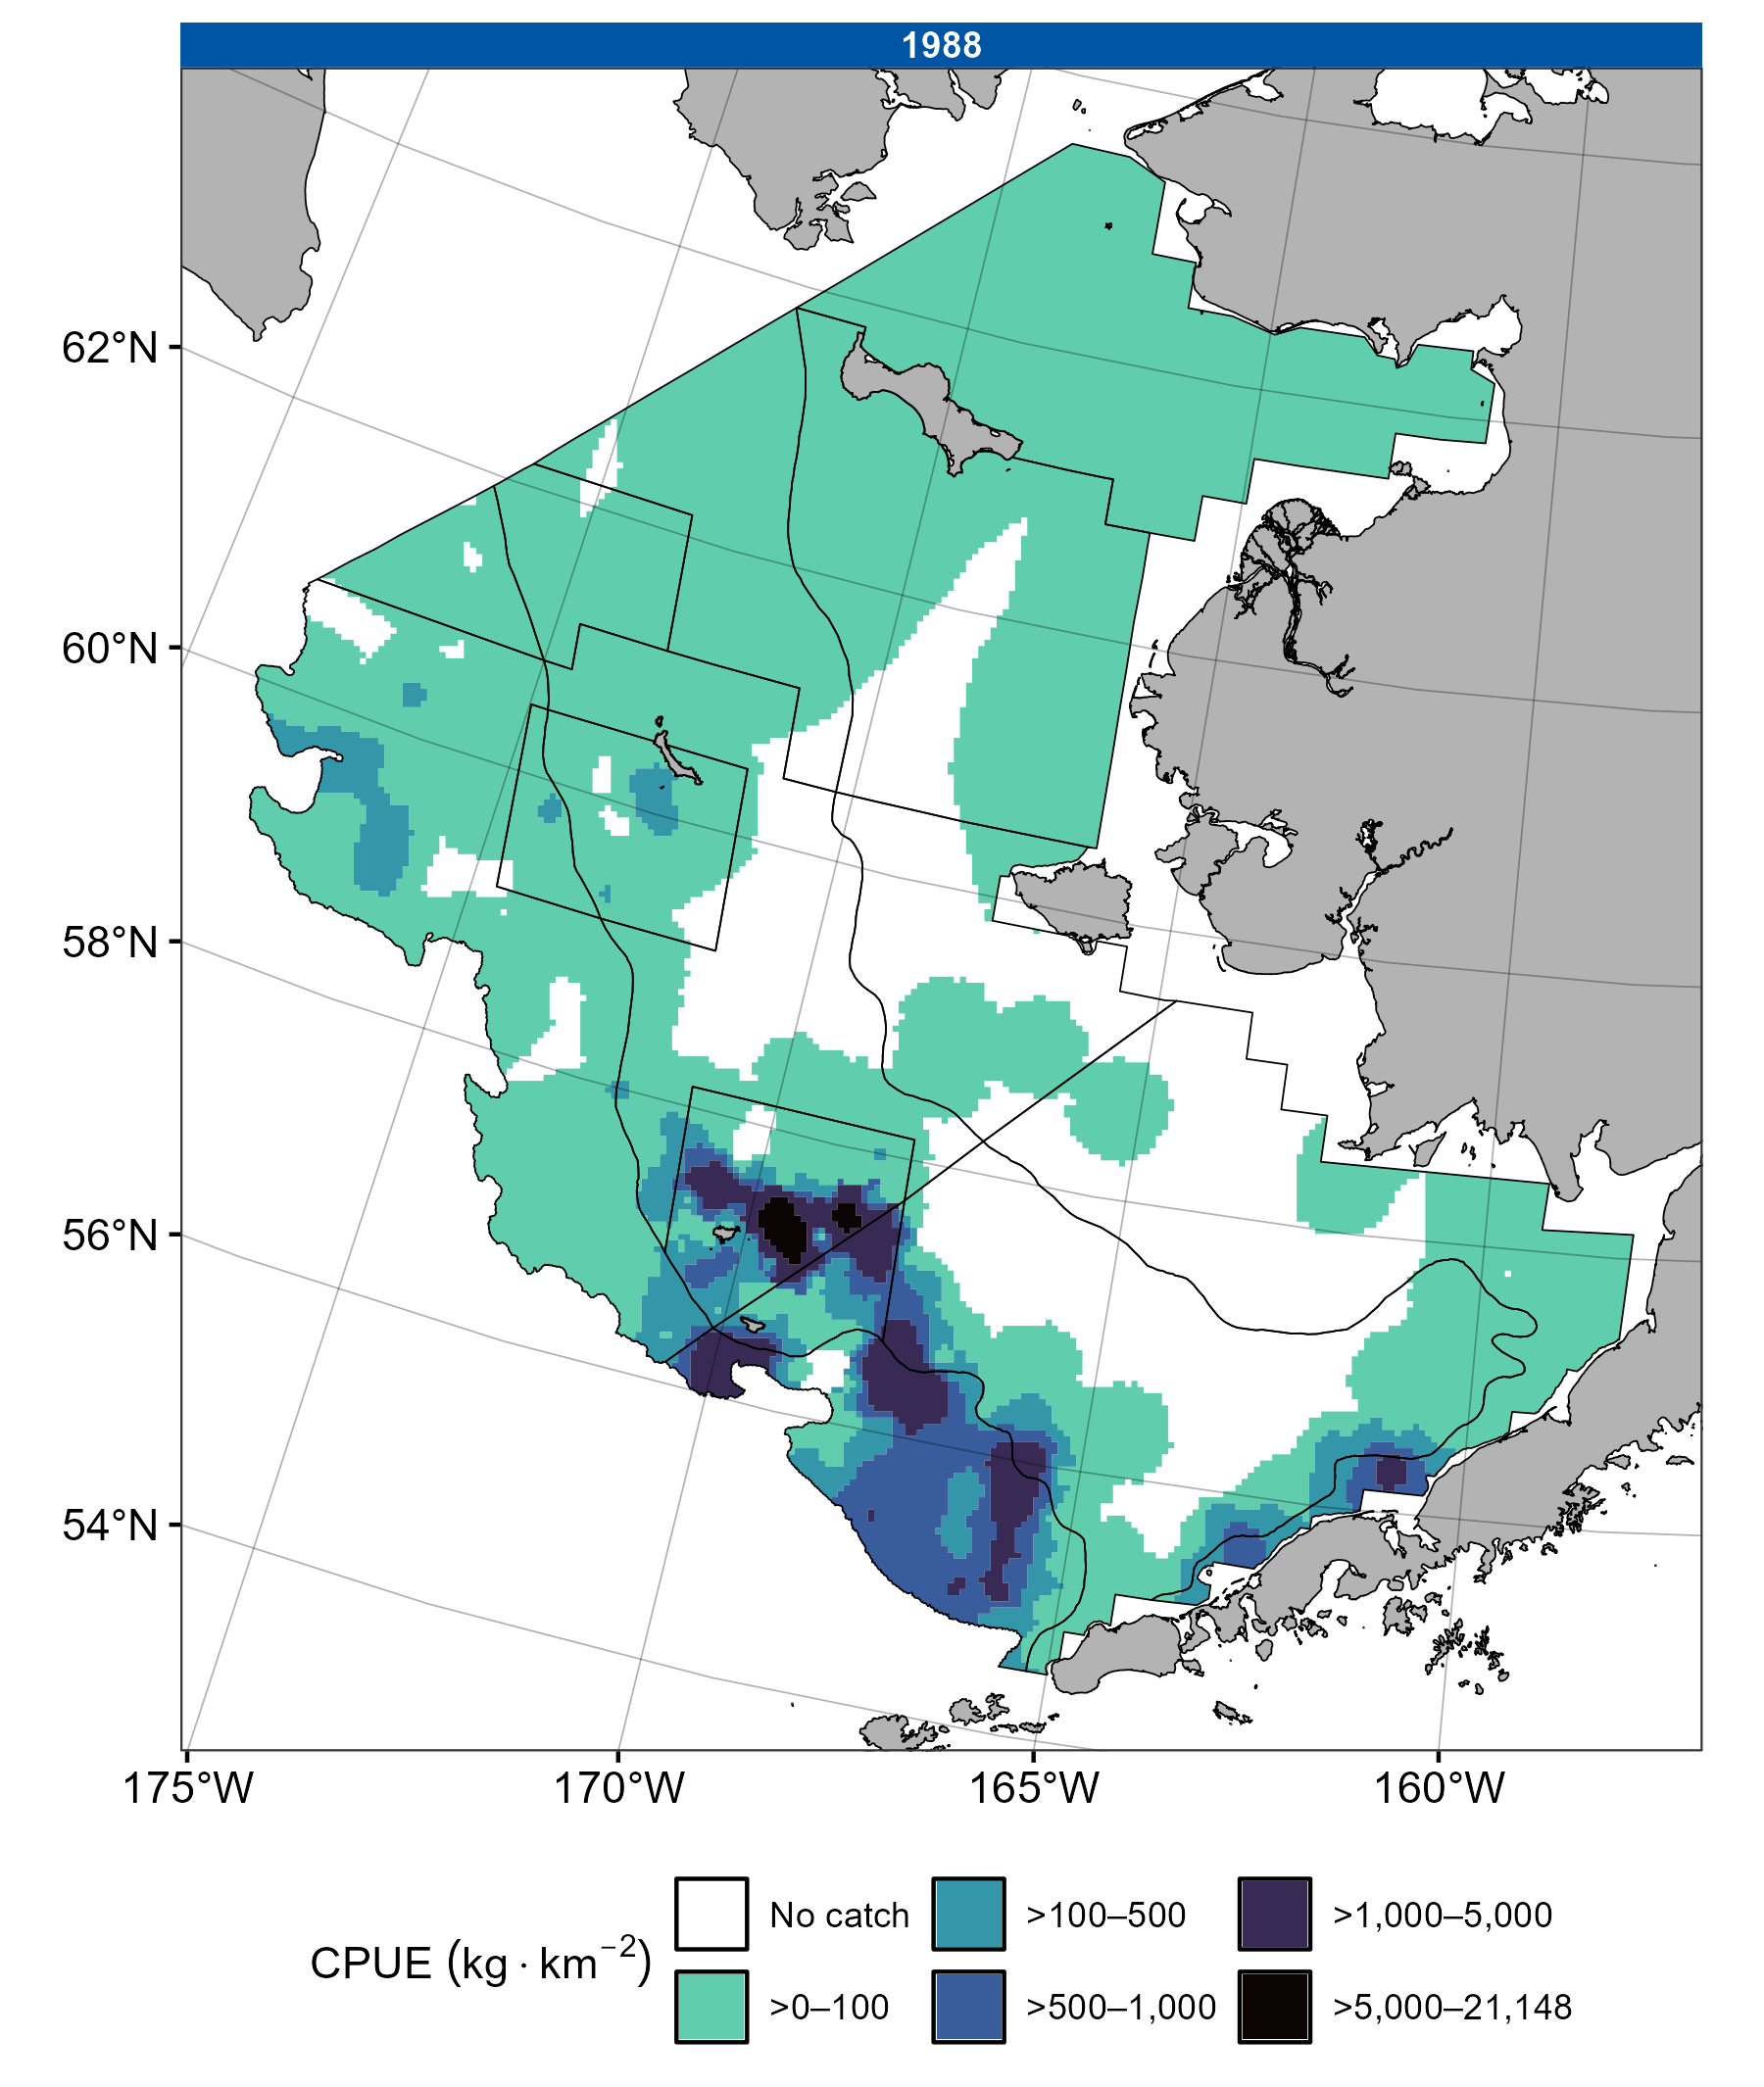 1988
62°N
60°N
58°N
56°N
54°N
175°W 170°W 165°W 160°W
CPUE (kg · km⁻²)
No catch >100–500 >1,000–5,000
>0–100 >500–1,000 >5,000–21,148